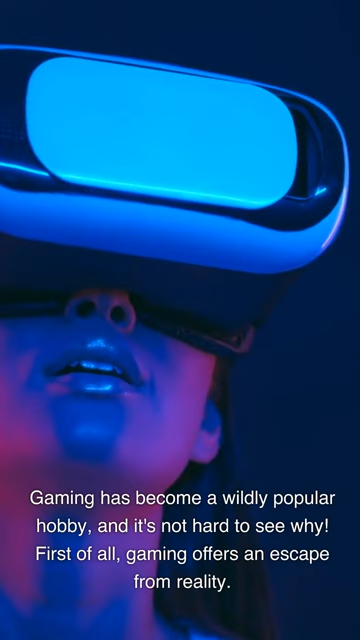 Gaming has become a wildly popular
hobby, and it's not hard to see why!
First of all, gaming offers an escape
from reality.